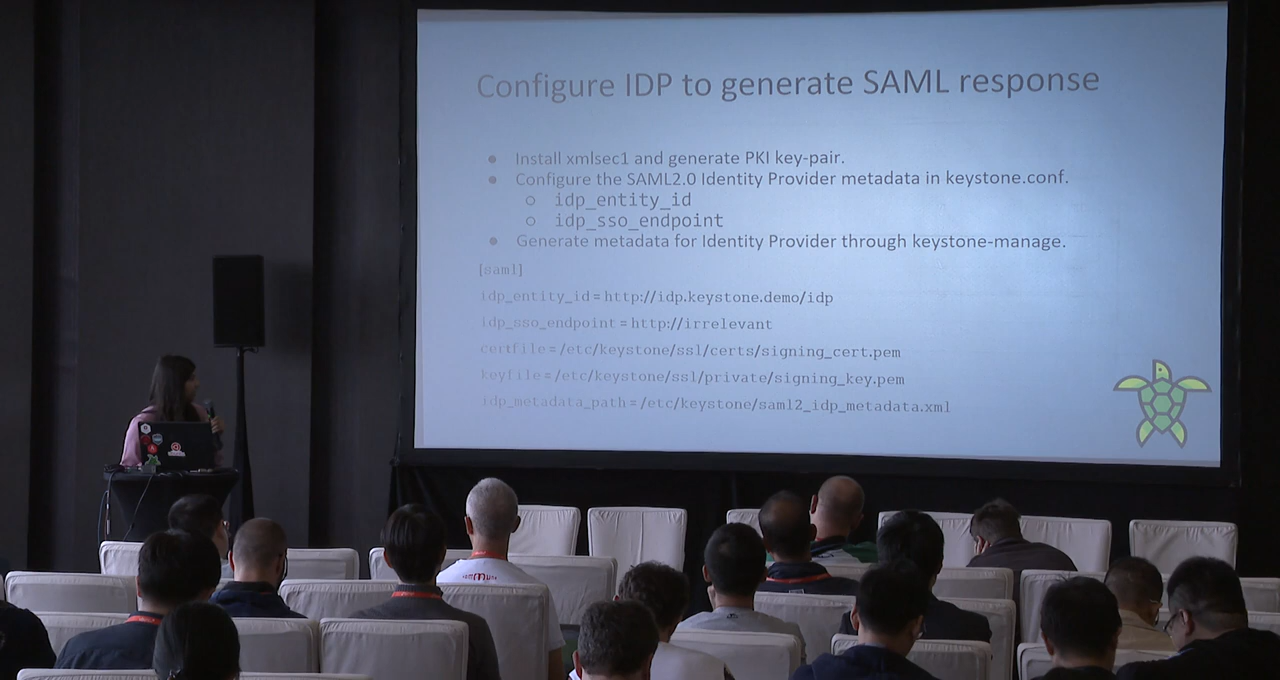 Configure IDP to generate SAML response
● Install xmlsec1 and generate PKI key-pair.
● Configure the SAML2.0 Identity Provider metadata in keystone.conf.
○ idp_entity_id
○ idp_sso_endpoint
● Generate metadata for Identity Provider through keystone-manage.
[saml]
idp_entity_id=http://idp.keystone.demo/idp
idp_sso_endpoint=http://irrelevant
certfile=/etc/keystone/ssl/certs/signing_cert.pem
keyfile=/etc/keystone/ssl/private/signing_key.pem
idp_metadata_path=/etc/keystone/saml2_idp_metadata.xml